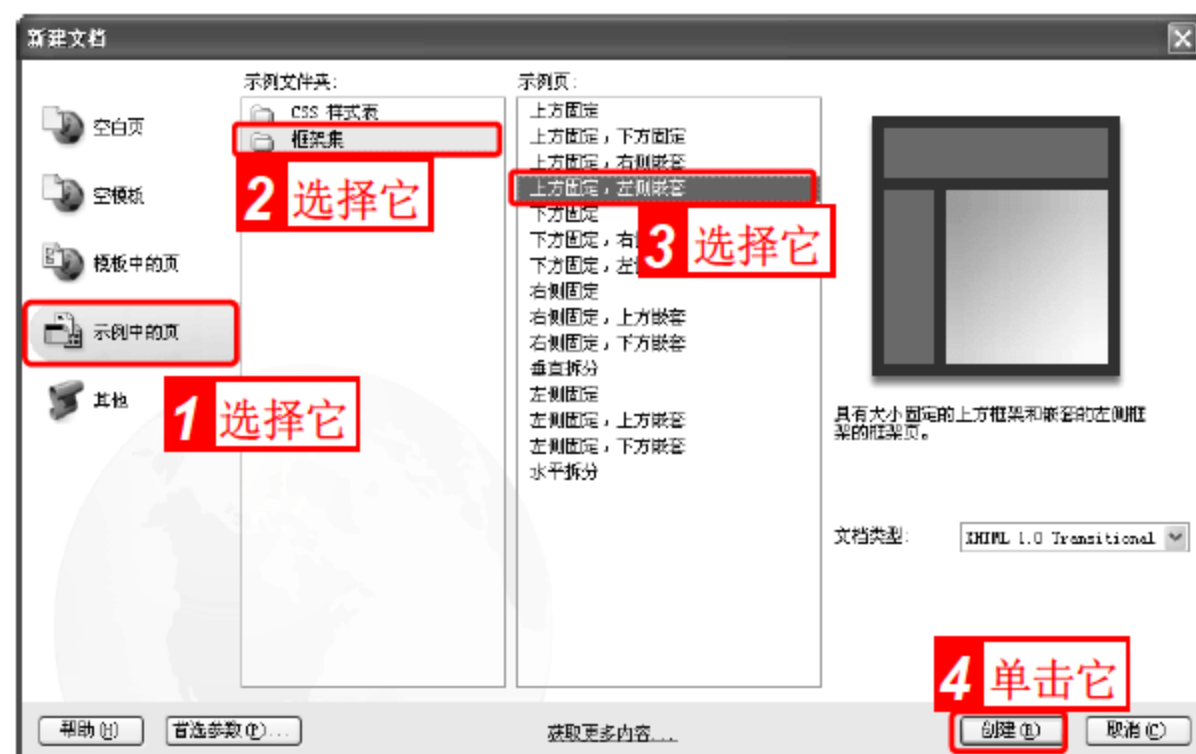 新建文档
空白页
空模板
模板中的页
示例中的页
其他
1 选择它
示例文件夹:
CSS 样式表
框架集
2 选择它
示例页:
上方固定
上方固定，下方固定
上方固定，右侧嵌套
上方固定，左侧嵌套
下方固定
下方固定，右
下方固定，左
3 选择它
右侧固定
右侧固定，上方嵌套
右侧固定，下方嵌套
垂直拆分
左侧固定
左侧固定，上方嵌套
左侧固定，下方嵌套
水平拆分
具有大小固定的上方框架和嵌套的左侧框
架的框架页。
文档类型:
XHTML 1.0 Transitional
4 单击它
帮助(H)
首选参数(P)...
获取更多内容...
创建(R)
取消(C)